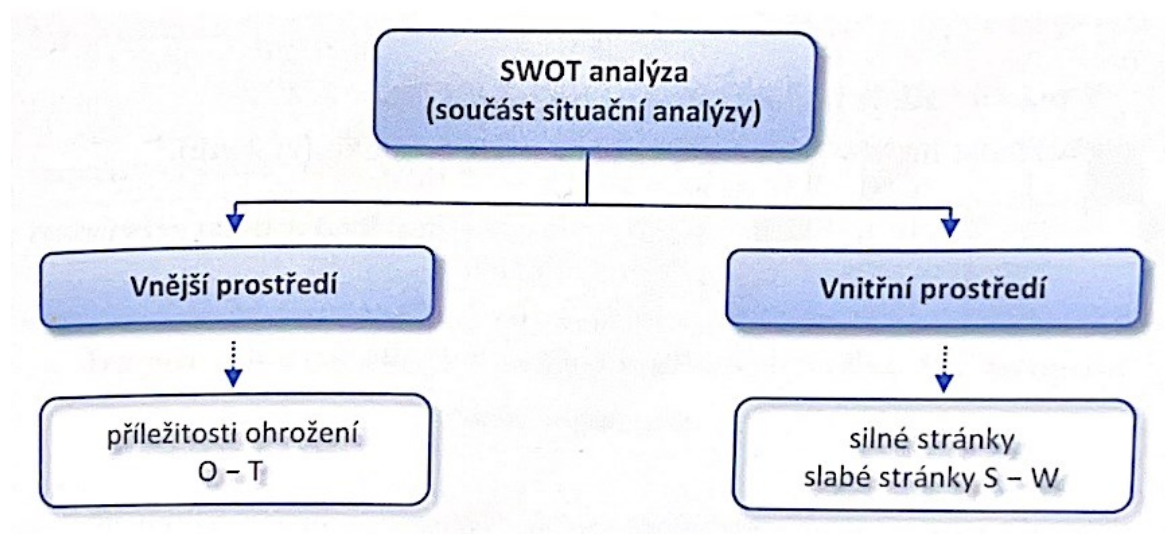 SWOT analýza
(součást situační analýzy)
Vnější prostředí
Vnitřní prostředí
příležitosti ohrožení
O – T
silné stránky
slabé stránky S – W